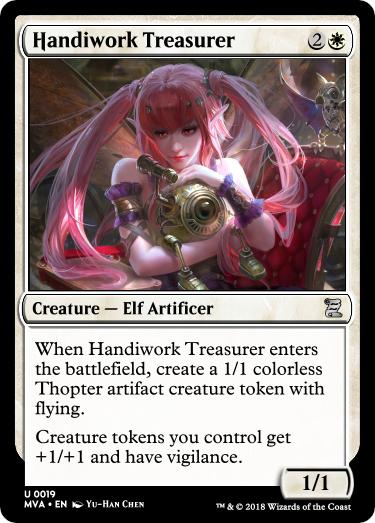 Handiwork Treasurer 2
Creature — Elf Artificer
When Handiwork Treasurer enters
the battlefield, create a 1/1 colorless
Thopter artifact creature token with
flying.
Creature tokens you control get
+1/+1 and have vigilance.
1/1
U 0019
MVA • EN Yu-Han Chen
™ & © 2018 Wizards of the Coast